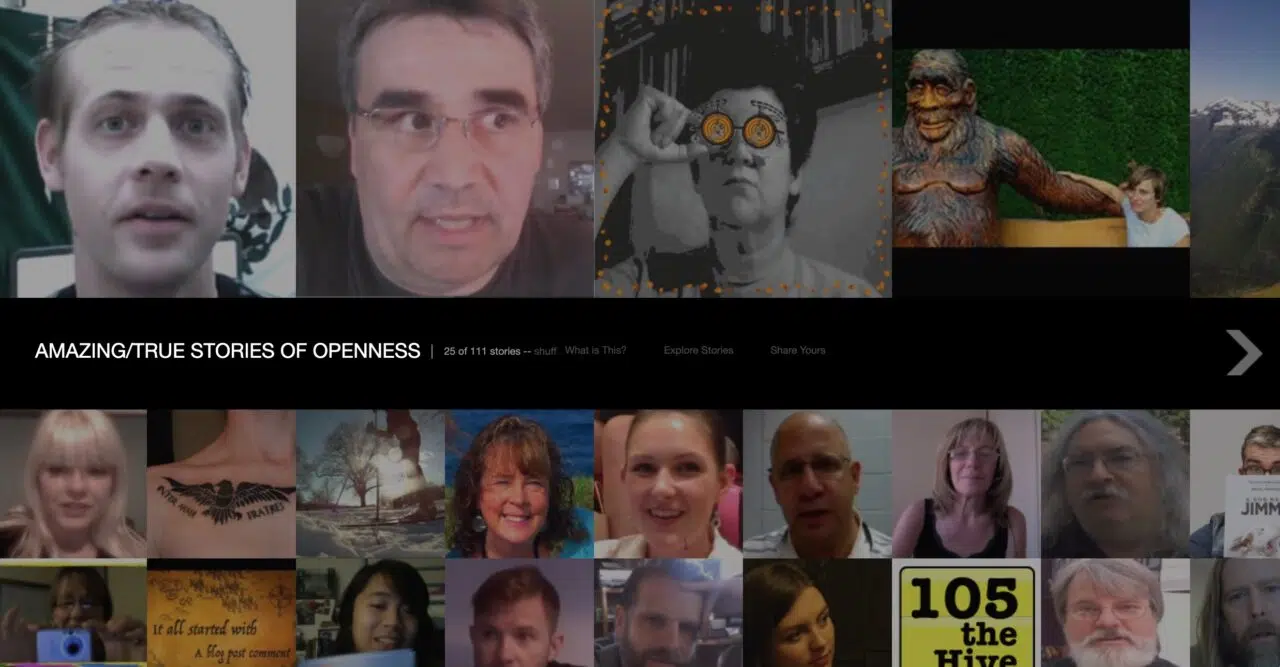 AMAZING/TRUE STORIES OF OPENNESS | 25 of 111 stories -- shuff What is This? Explore Stories Share Yours
FRATRES
JIMM
It all started with
A blog post comment
105
the
Hive